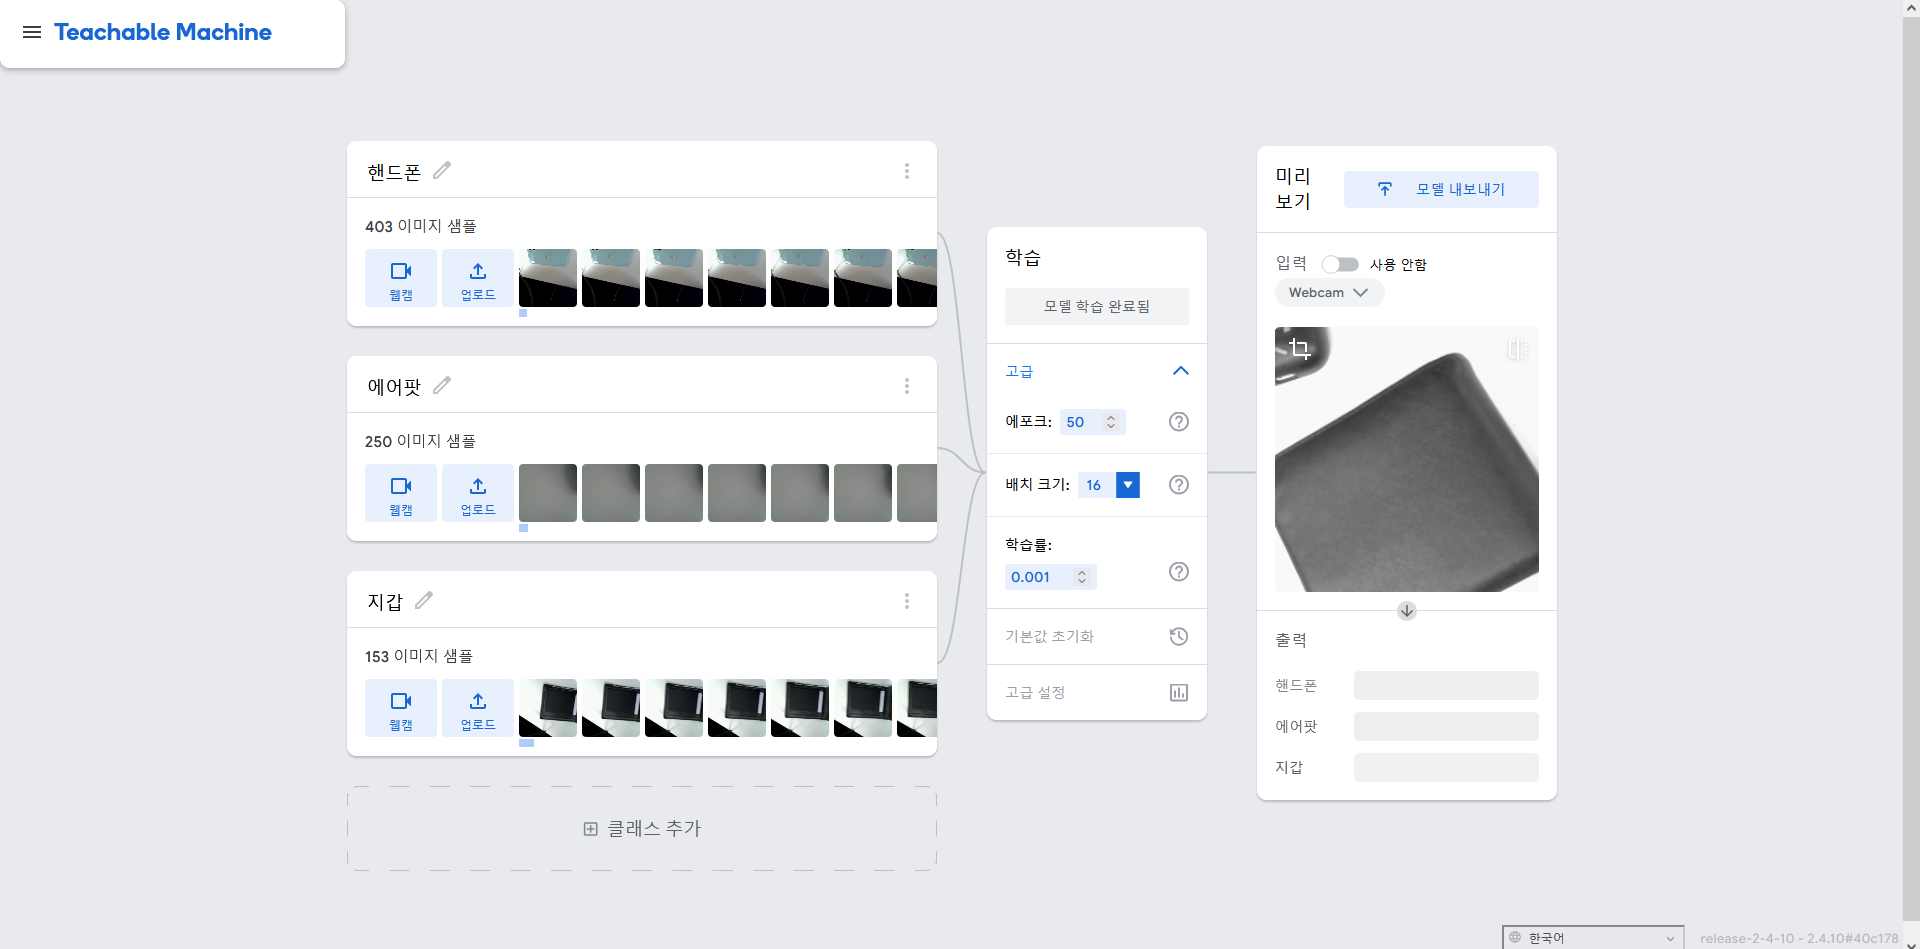 Teachable Machine
핸드폰
403 이미지 샘플
웹캠
업로드
에어팟
250 이미지 샘플
웹캠
업로드
지갑
153 이미지 샘플
웹캠
업로드
클래스 추가
학습
모델 학습 완료됨
고급
에포크: 50
배치 크기: 16
학습률:
0.001
기본값 초기화
고급 설정
미리
보기
모델 내보내기
입력 사용 안함
Webcam
출력
핸드폰
에어팟
지갑
한국어
release-2-4-10 - 2.4.10#40c178